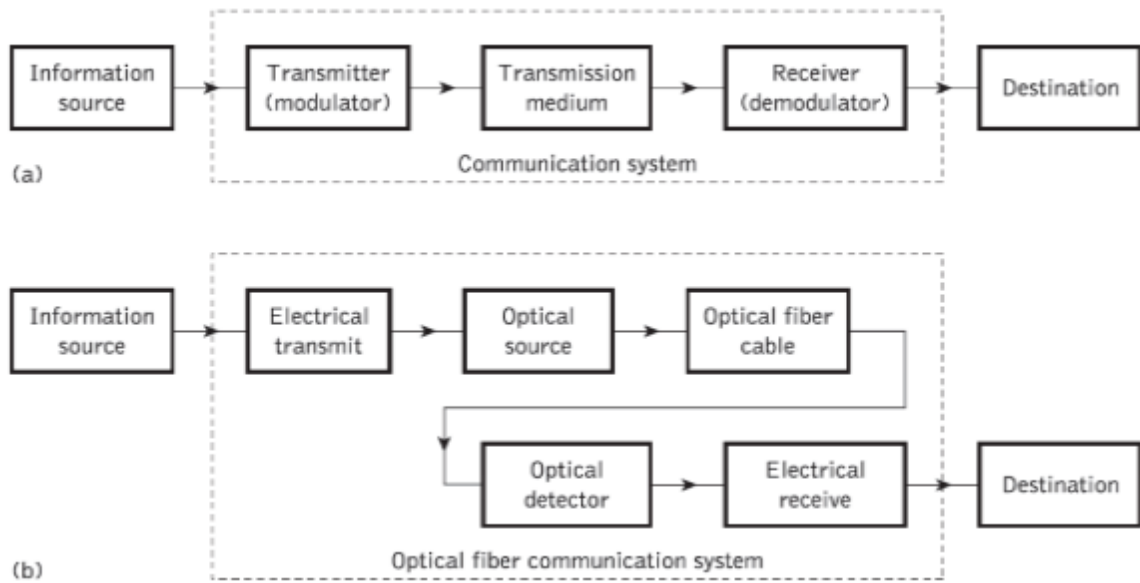 Information
source
Transmitter
(modulator)
Transmission
medium
Receiver
(demodulator)
Destination
Communication system
(a)
Information
source
Electrical
transmit
Optical
source
Optical fiber
cable
Optical
detector
Electrical
receive
Destination
Optical fiber communication system
(b)